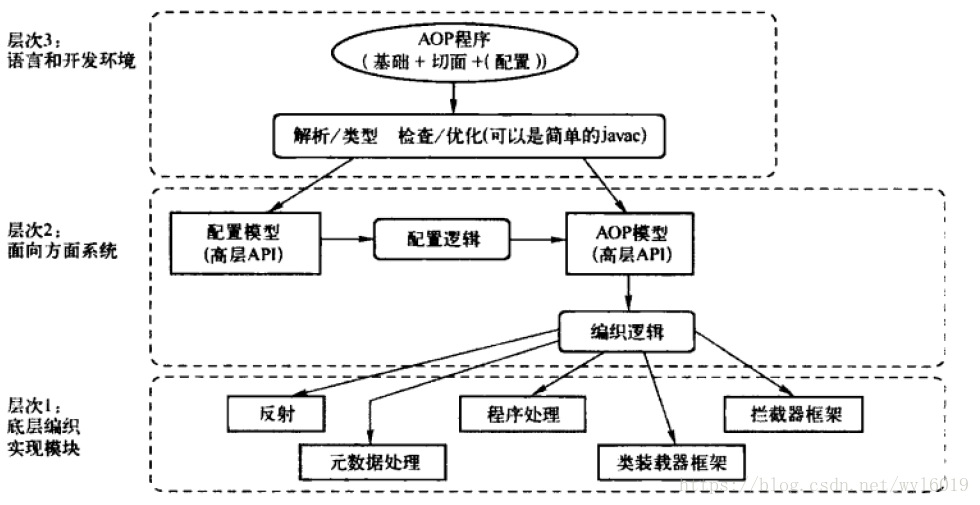 层次3:
语言和开发环境
AOP程序
(基础+切面+(配置))
解析/类型 检查/优化(可以是简单的javac)
层次2:
面向方面系统
配置模型
(高层API)
配置逻辑
AOP模型
(高层API)
编织逻辑
层次1:
底层编织
实现模块
反射
程序处理
拦截器框架
元数据处理
类装载器框架
https://blog.csdn.net/wyl6019